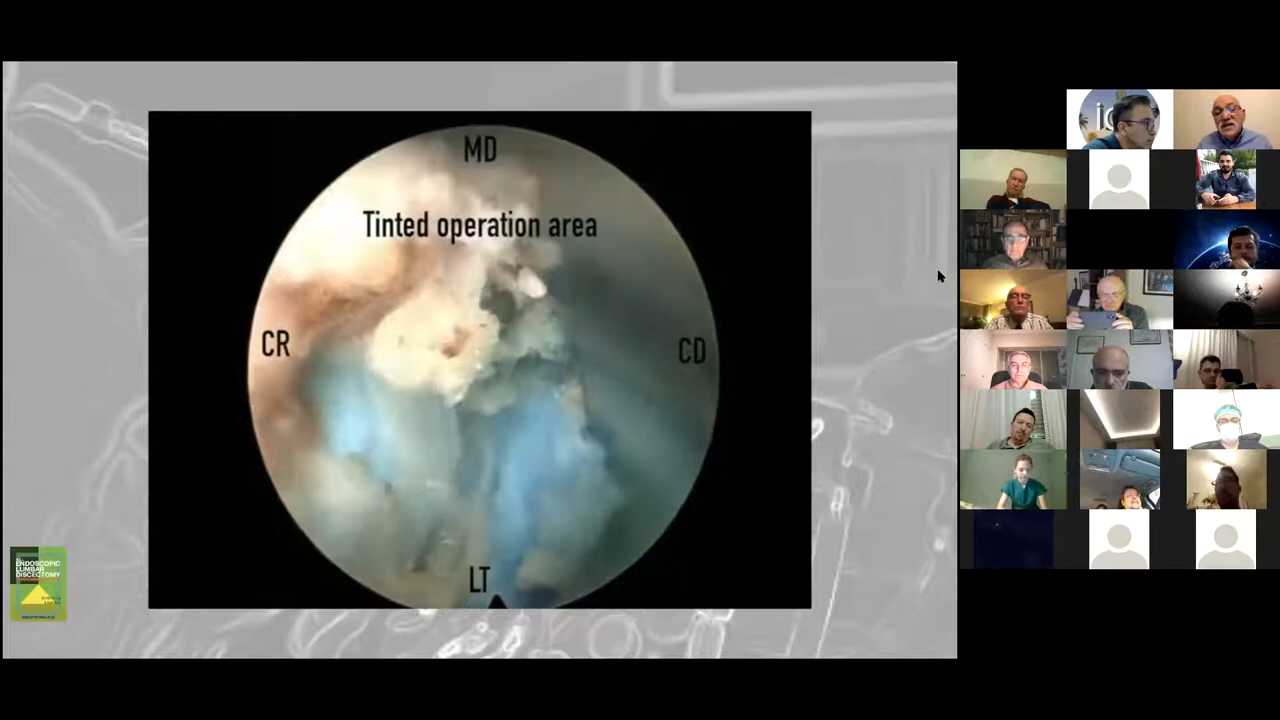 MD
Tinted operation area
CR
CD
LT
ENDOSCOPIC
LUMBAR
DISCECTOMY